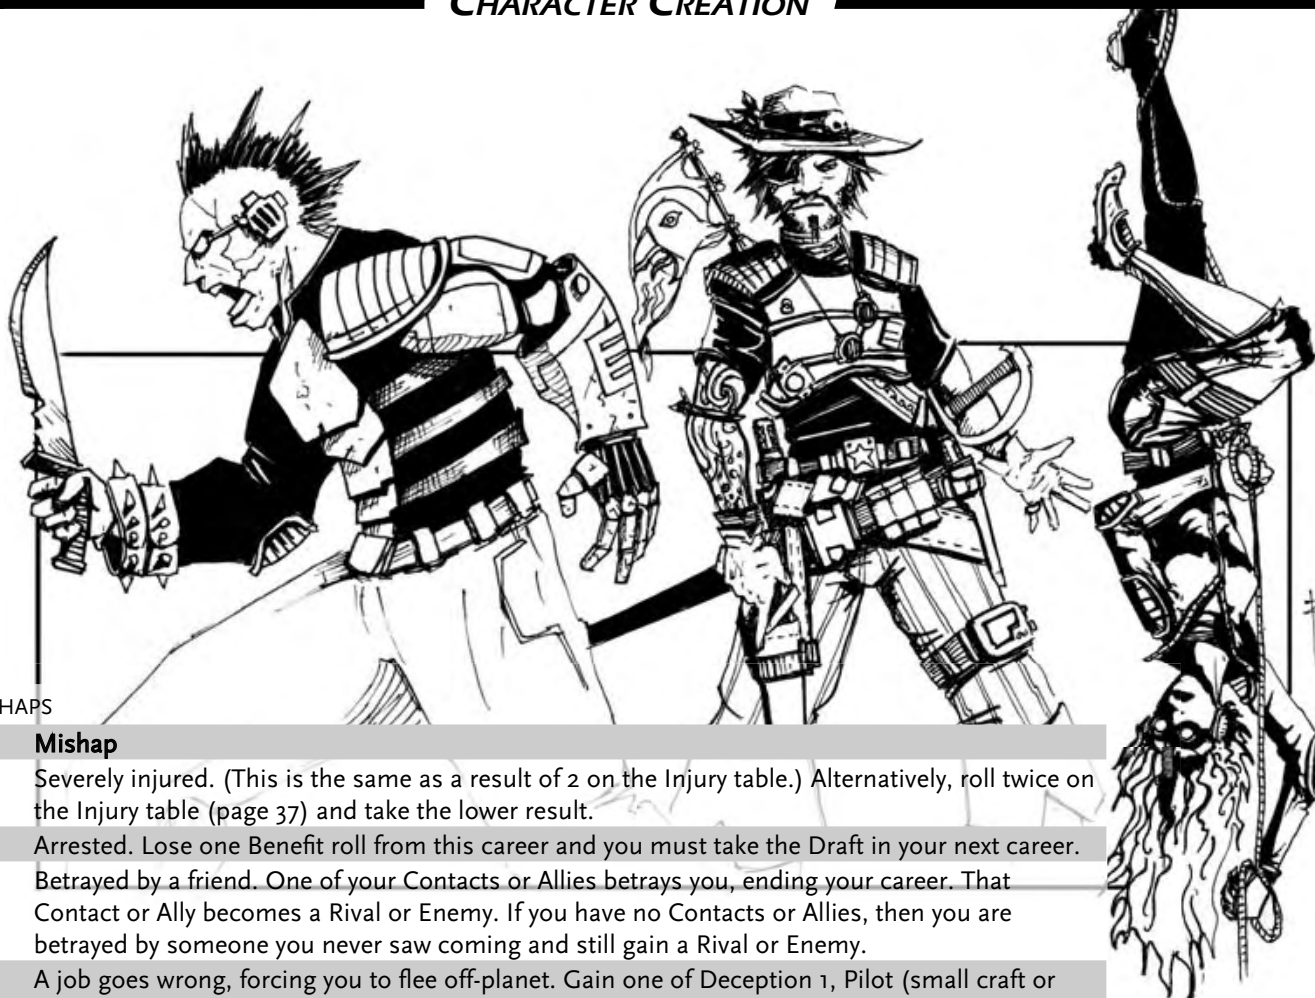 CHARACTER CREATION
HAPS
Mishap
Severely injured. (This is the same as a result of 2 on the Injury table.) Alternatively, roll twice on
the Injury table (page 37) and take the lower result.
Arrested. Lose one Benefit roll from this career and you must take the Draft in your next career.
Betrayed by a friend. One of your Contacts or Allies betrays you, ending your career. That
Contact or Ally becomes a Rival or Enemy. If you have no Contacts or Allies, then you are
betrayed by someone you never saw coming and still gain a Rival or Enemy.
A job goes wrong, forcing you to flee off-planet. Gain one of Deception 1, Pilot (small craft or